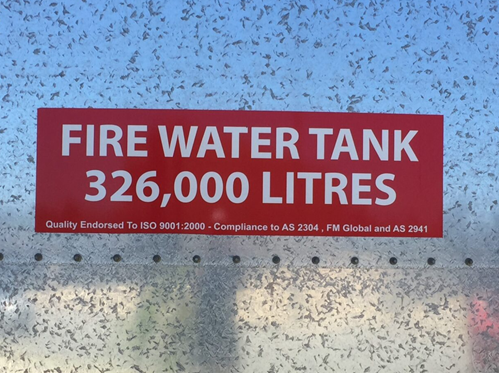 FIRE WATER TANK
326,000 LITRES
Quality Endorsed To ISO 9001:2000 - Compliance to AS 2304 , FM Global and AS 2941